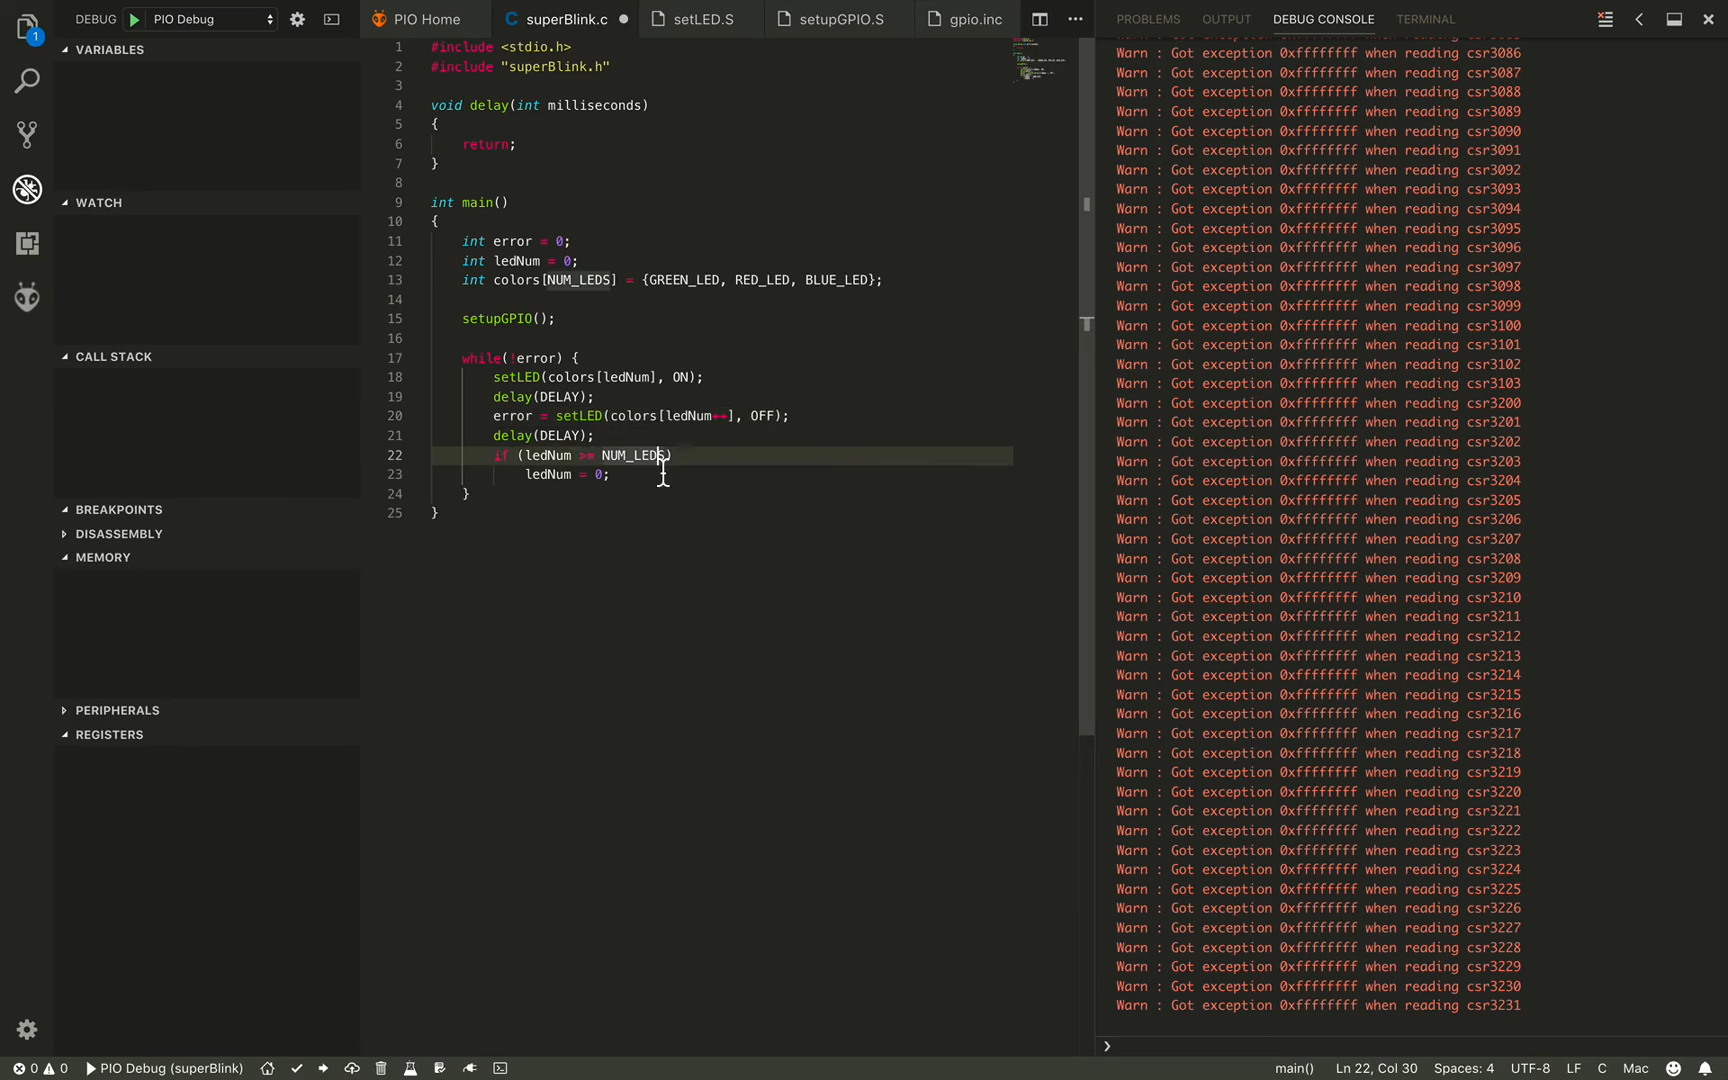 DEBUG PIO Debug
1
VARIABLES
WATCH
CALL STACK
BREAKPOINTS
DISASSEMBLY
MEMORY
PERIPHERALS
REGISTERS
PIO Home
C superBlink.c
setLED.S
setupGPIO.S
gpio.inc
1 #include <stdio.h>
2 #include "superBlink.h"
3
4 void delay(int milliseconds)
5 {
6 return;
7 }
8
9 int main()
10 {
11 int error = 0;
12 int ledNum = 0;
13 int colors[NUM_LEDS] = {GREEN_LED, RED_LED, BLUE_LED};
14
15 setupGPIO();
16
17 while(!error) {
18 setLED(colors[ledNum], ON);
19 delay(DELAY);
20 error = setLED(colors[ledNum++], OFF);
21 delay(DELAY);
22 if (ledNum >= NUM_LEDS)
23 ledNum = 0;
24 }
25 }
PROBLEMS OUTPUT DEBUG CONSOLE TERMINAL
Warn : Got exception 0xffffffff when reading csr3086
Warn : Got exception 0xffffffff when reading csr3087
Warn : Got exception 0xffffffff when reading csr3088
Warn : Got exception 0xffffffff when reading csr3089
Warn : Got exception 0xffffffff when reading csr3090
Warn : Got exception 0xffffffff when reading csr3091
Warn : Got exception 0xffffffff when reading csr3092
Warn : Got exception 0xffffffff when reading csr3093
Warn : Got exception 0xffffffff when reading csr3094
Warn : Got exception 0xffffffff when reading csr3095
Warn : Got exception 0xffffffff when reading csr3096
Warn : Got exception 0xffffffff when reading csr3097
Warn : Got exception 0xffffffff when reading csr3098
Warn : Got exception 0xffffffff when reading csr3099
Warn : Got exception 0xffffffff when reading csr3100
Warn : Got exception 0xffffffff when reading csr3101
Warn : Got exception 0xffffffff when reading csr3102
Warn : Got exception 0xffffffff when reading csr3103
Warn : Got exception 0xffffffff when reading csr3200
Warn : Got exception 0xffffffff when reading csr3201
Warn : Got exception 0xffffffff when reading csr3202
Warn : Got exception 0xffffffff when reading csr3203
Warn : Got exception 0xffffffff when reading csr3204
Warn : Got exception 0xffffffff when reading csr3205
Warn : Got exception 0xffffffff when reading csr3206
Warn : Got exception 0xffffffff when reading csr3207
Warn : Got exception 0xffffffff when reading csr3208
Warn : Got exception 0xffffffff when reading csr3209
Warn : Got exception 0xffffffff when reading csr3210
Warn : Got exception 0xffffffff when reading csr3211
Warn : Got exception 0xffffffff when reading csr3212
Warn : Got exception 0xffffffff when reading csr3213
Warn : Got exception 0xffffffff when reading csr3214
Warn : Got exception 0xffffffff when reading csr3215
Warn : Got exception 0xffffffff when reading csr3216
Warn : Got exception 0xffffffff when reading csr3217
Warn : Got exception 0xffffffff when reading csr3218
Warn : Got exception 0xffffffff when reading csr3219
Warn : Got exception 0xffffffff when reading csr3220
Warn : Got exception 0xffffffff when reading csr3221
Warn : Got exception 0xffffffff when reading csr3222
Warn : Got exception 0xffffffff when reading csr3223
Warn : Got exception 0xffffffff when reading csr3224
Warn : Got exception 0xffffffff when reading csr3225
Warn : Got exception 0xffffffff when reading csr3226
Warn : Got exception 0xffffffff when reading csr3227
Warn : Got exception 0xffffffff when reading csr3228
Warn : Got exception 0xffffffff when reading csr3229
Warn : Got exception 0xffffffff when reading csr3230
Warn : Got exception 0xffffffff when reading csr3231
0 0 PIO Debug (superBlink) main() Ln 22, Col 30 Spaces: 4 UTF-8 LF C Mac